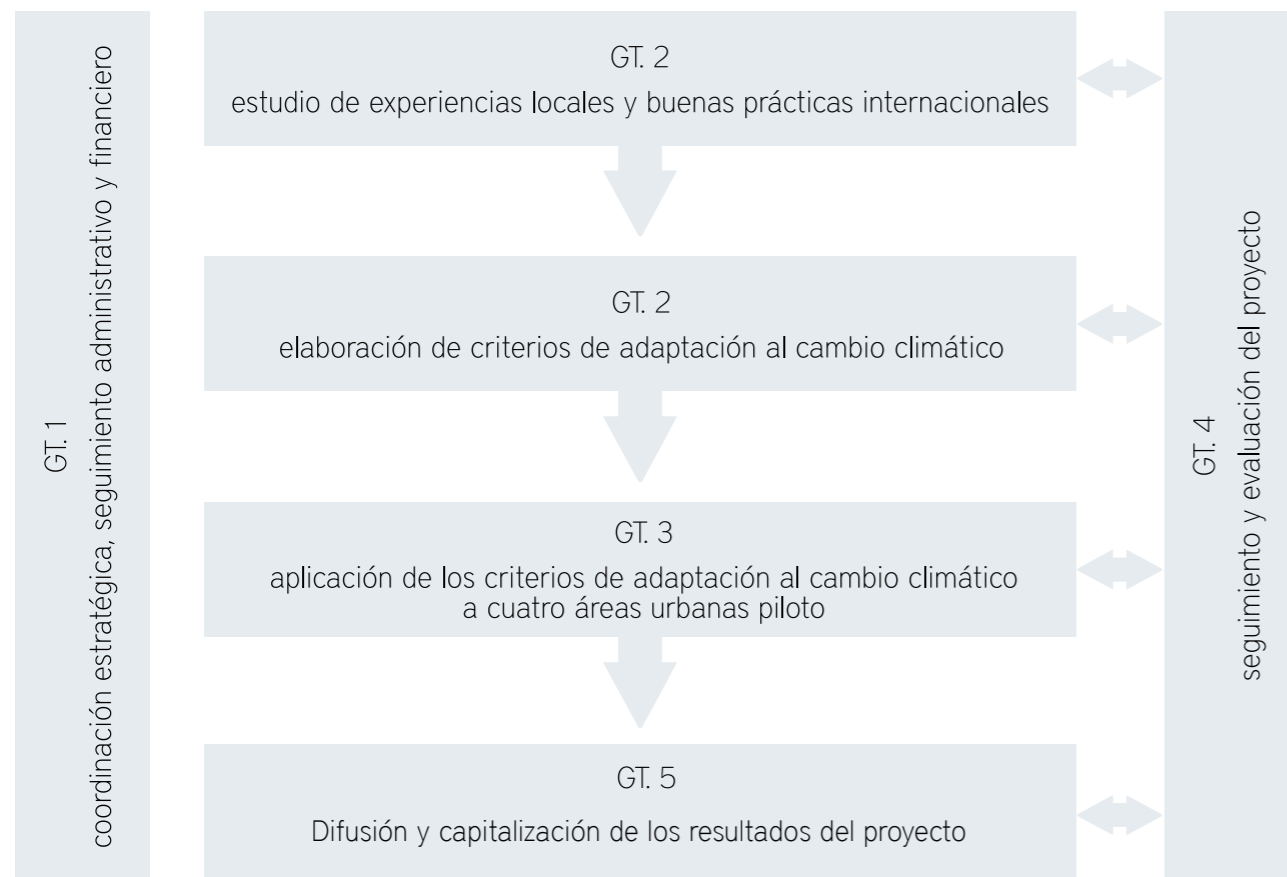 GT. 1
coordinación estratégica, seguimiento administrativo y financiero
GT. 2
estudio de experiencias locales y buenas prácticas internacionales
GT. 2
elaboración de criterios de adaptación al cambio climático
GT. 3
aplicación de los criterios de adaptación al cambio climático
a cuatro áreas urbanas piloto
GT. 5
Difusión y capitalización de los resultados del proyecto
GT. 4
seguimiento y evaluación del proyecto